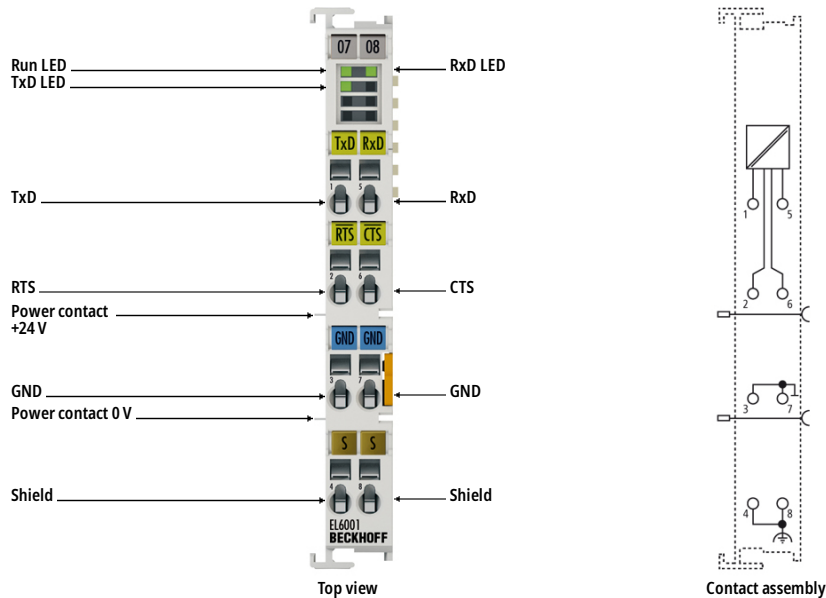 07 08
Run LED
RxD LED
TxD LED
TxD RxD
1 5
TxD
RxD
1 5
RTS CTS
2 6
RTS
CTS
2 6
Power contact
+24 V
GND GND
3 7
GND
GND
3 7
Power contact 0 V
S S
4 8
Shield
Shield
4 8
EL6001
BECKHOFF
Top view
Contact assembly